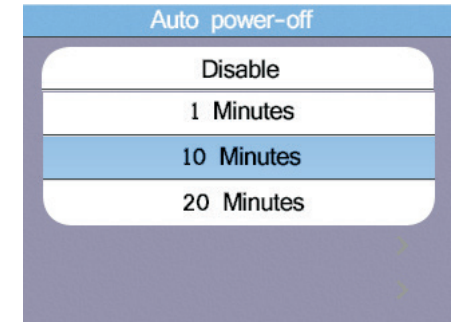 Auto power-off
Disable
1 Minutes
10 Minutes
20 Minutes